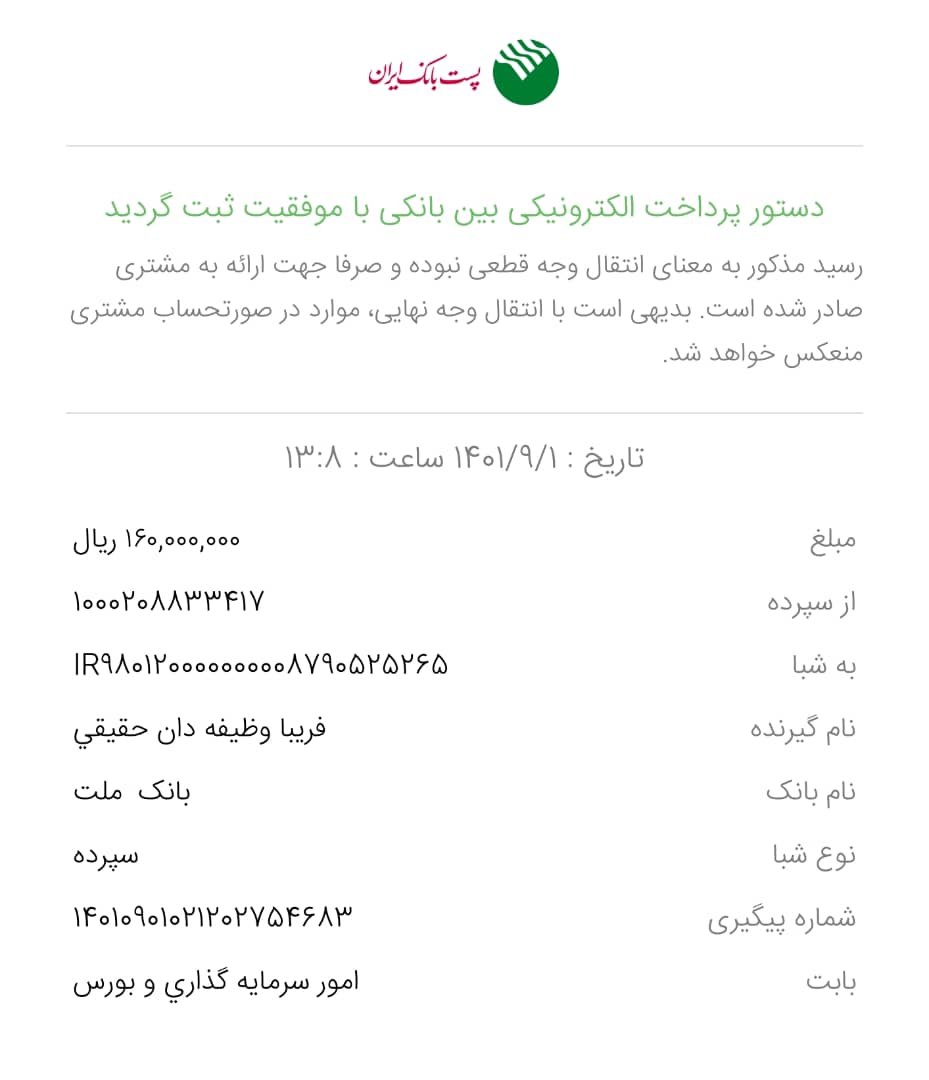 پست بانک ایران
دستور پرداخت الکترونیکی بین بانکی با موفقیت ثبت گردید
رسید مذکور به معنای انتقال وجه قطعی نبوده و صرفا جهت ارائه به مشتری
صادر شده است. بدیهی است با انتقال وجه نهایی، موارد در صورتحساب مشتری
منعکس خواهد شد.
تاریخ : ۱۴۰۱/۹/۱ ساعت : ۱۳:۸
مبلغ ۱۶۰,۰۰۰,۰۰۰ ریال
از سپرده ۱۰۰۰۲۰۸۸۳۳۴۱۷
به شبا IR۹۸۰۱۲۰۰۰۰۰۰۰۰۰۰۸۷۹۰۵۲۵۲۶۵
نام گیرنده فریبا وظیفه دان حقیقي
نام بانک بانک ملت
نوع شبا سپرده
شماره پیگیری ۱۴۰۱۰۹۰۱۰۲۱۲۰۲۷۵۴۶۸۳
بابت امور سرمایه گذاري و بورس